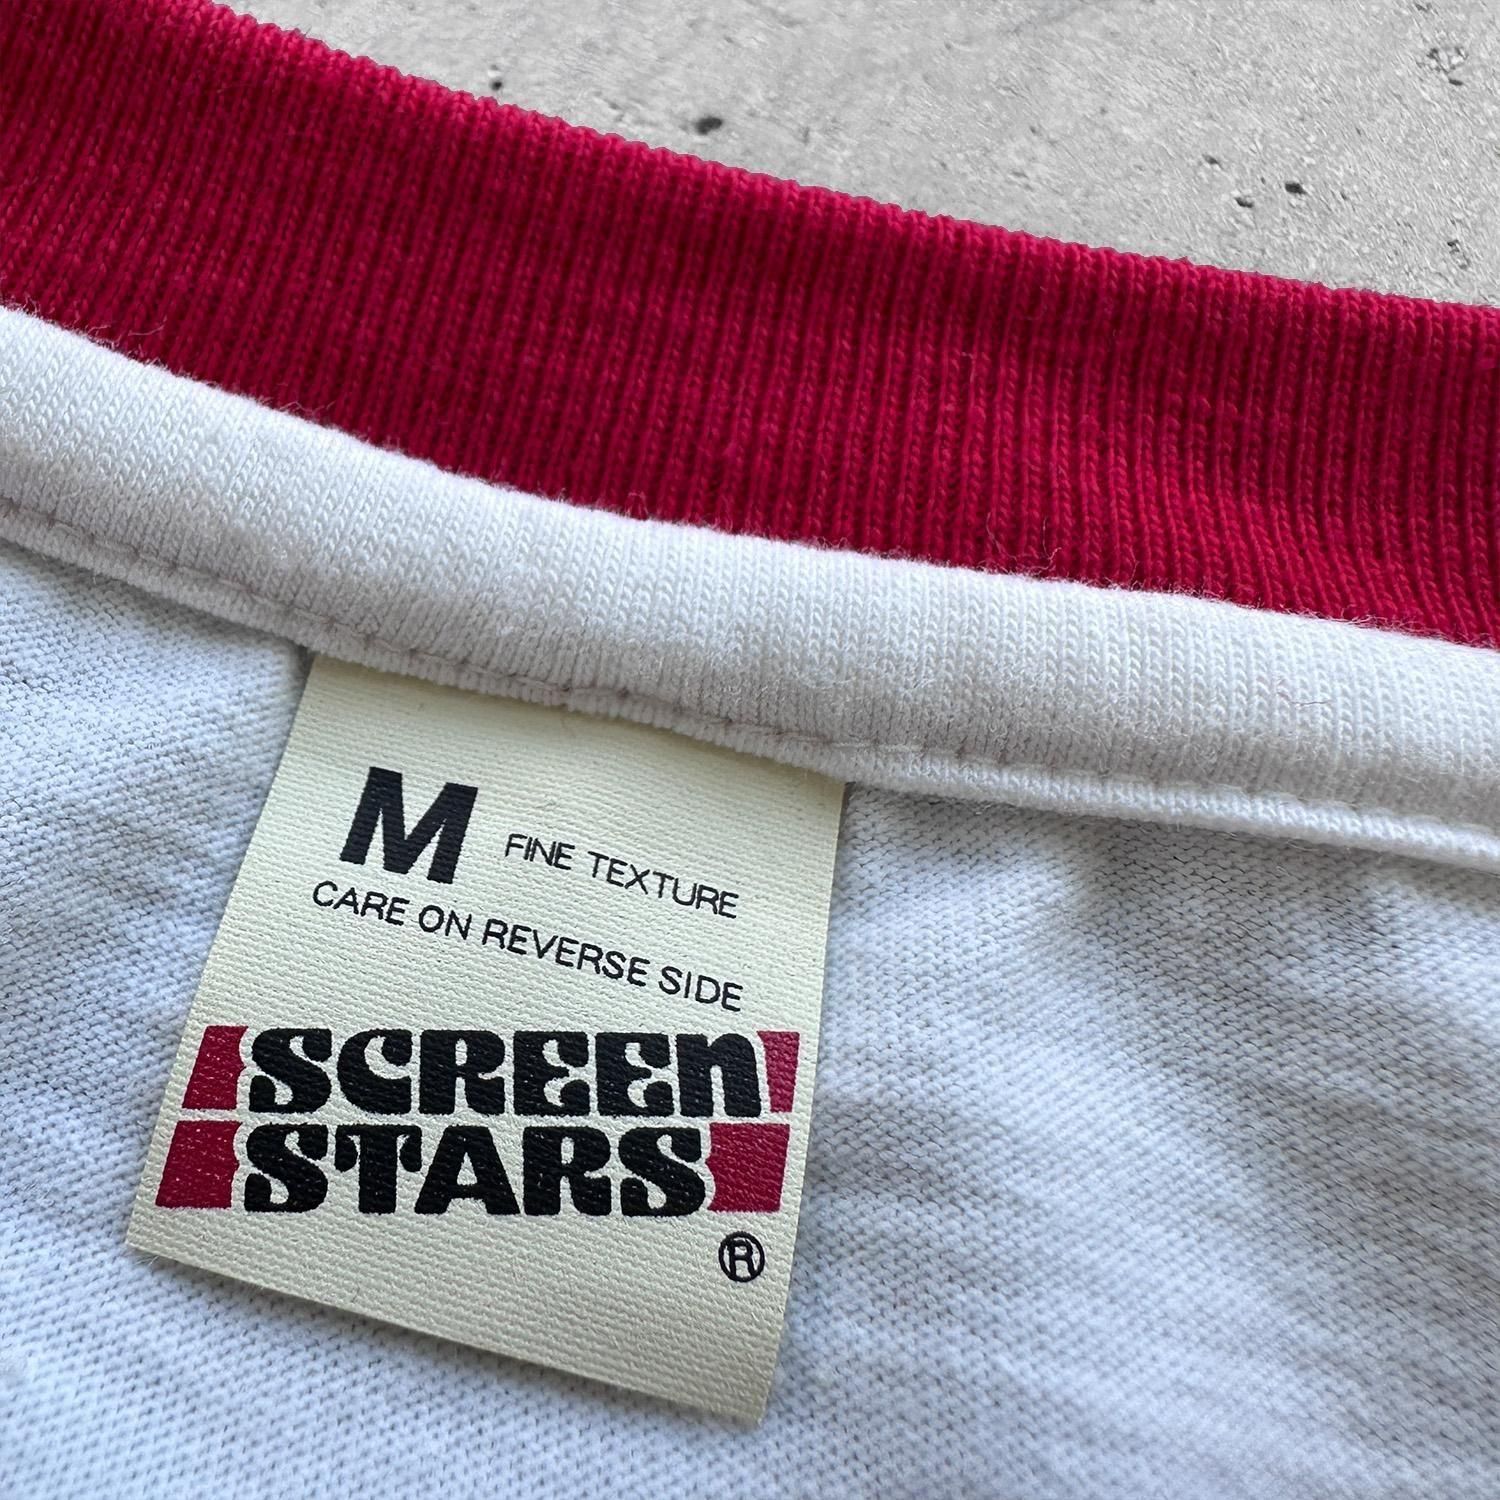 M FINE TEXTURE
CARE ON REVERSE SIDE
SCREEn
STARS
®